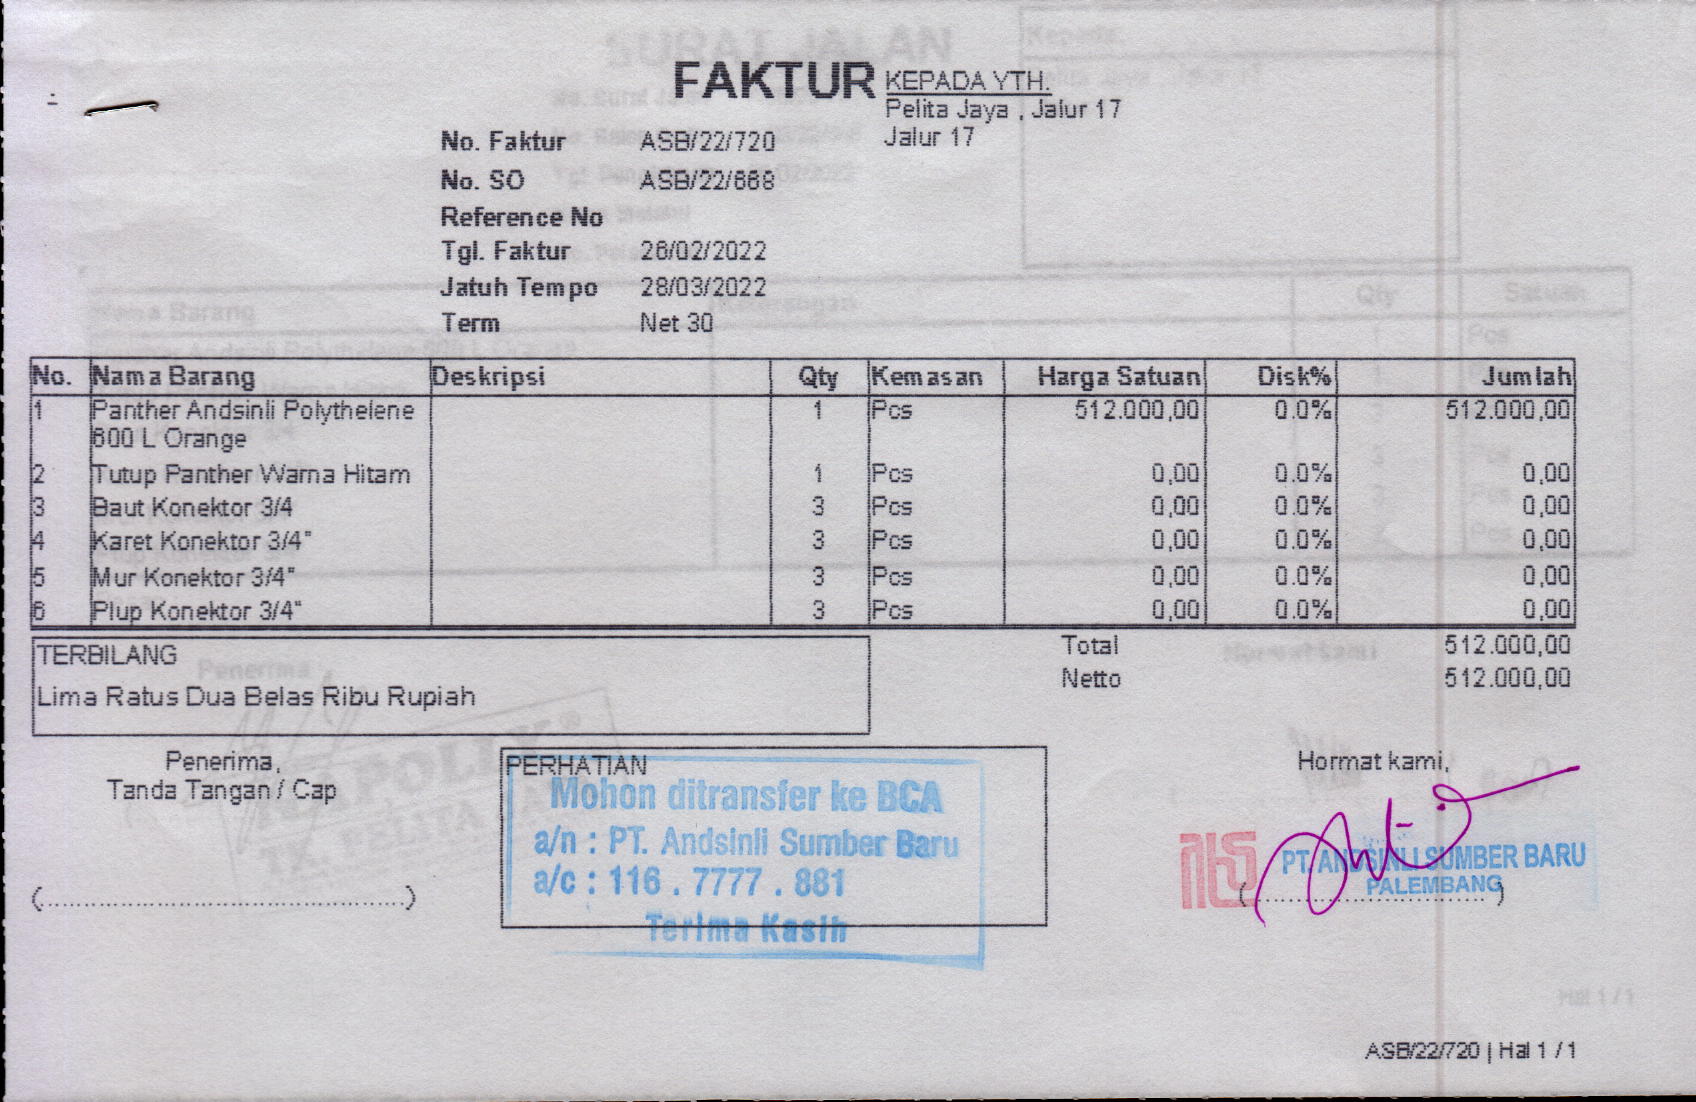 FAKTUR
KEPADA YTH.
Pelita Jaya , Jalur 17
Jalur 17
No. Faktur ASB/22/720
No. SO ASB/22/668
Reference No
Tgl. Faktur 26/02/2022
Jatuh Tempo 28/03/2022
Term Net 30
No. Nama Barang Deskripsi Qty Kemasan Harga Satuan Disk% Jumlah
1 Panther Andsinli Polythelene 1 Pcs 512.000,00 0.0% 512.000,00
600 L Orange
2 Tutup Panther Warna Hitam 1 Pcs 0,00 0.0% 0,00
3 Baut Konektor 3/4 3 Pcs 0,00 0.0% 0,00
4 Karet Konektor 3/4" 3 Pcs 0,00 0.0% 0,00
5 Mur Konektor 3/4" 3 Pcs 0,00 0.0% 0,00
6 Plup Konektor 3/4" 3 Pcs 0,00 0.0% 0,00
Total 512.000,00
Netto 512.000,00
TERBILANG
Lima Ratus Dua Belas Ribu Rupiah
Penerima,
Tanda Tangan / Cap
(............................................)
PERHATIAN
Mohon ditransfer ke BCA
a/n : PT. Andsinli Sumber Baru
a/c : 116 . 7777 . 881
Terima Kasih
Hormat kami,
PT. ANDSINLI SUMBER BARU
PALEMBANG
(............................)
ASB/22/720 | Hal 1 / 1